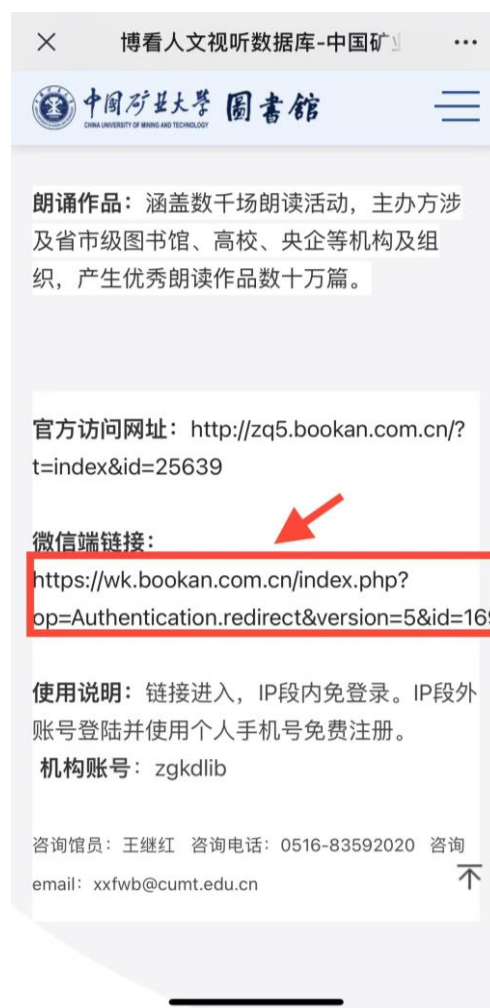 博看人文视听数据库-中国矿
中国矿业大学 圖書館
CHINA UNIVERSITY OF MINING AND TECHNOLOGY
朗诵作品：涵盖数千场朗读活动，主办方涉
及省市级图书馆、高校、央企等机构及组
织，产生优秀朗读作品数十万篇。
官方访问网址：http://zq5.bookan.com.cn/?
t=index&id=25639
微信端链接：
https://wk.bookan.com.cn/index.php?
op=Authentication.redirect&version=5&id=169
使用说明：链接进入，IP段内免登录。IP段外
账号登陆并使用个人手机号免费注册。
机构账号：zgkdlib
咨询馆员：王继红 咨询电话：0516-83592020 咨询
email：xxfwb@cumt.edu.cn